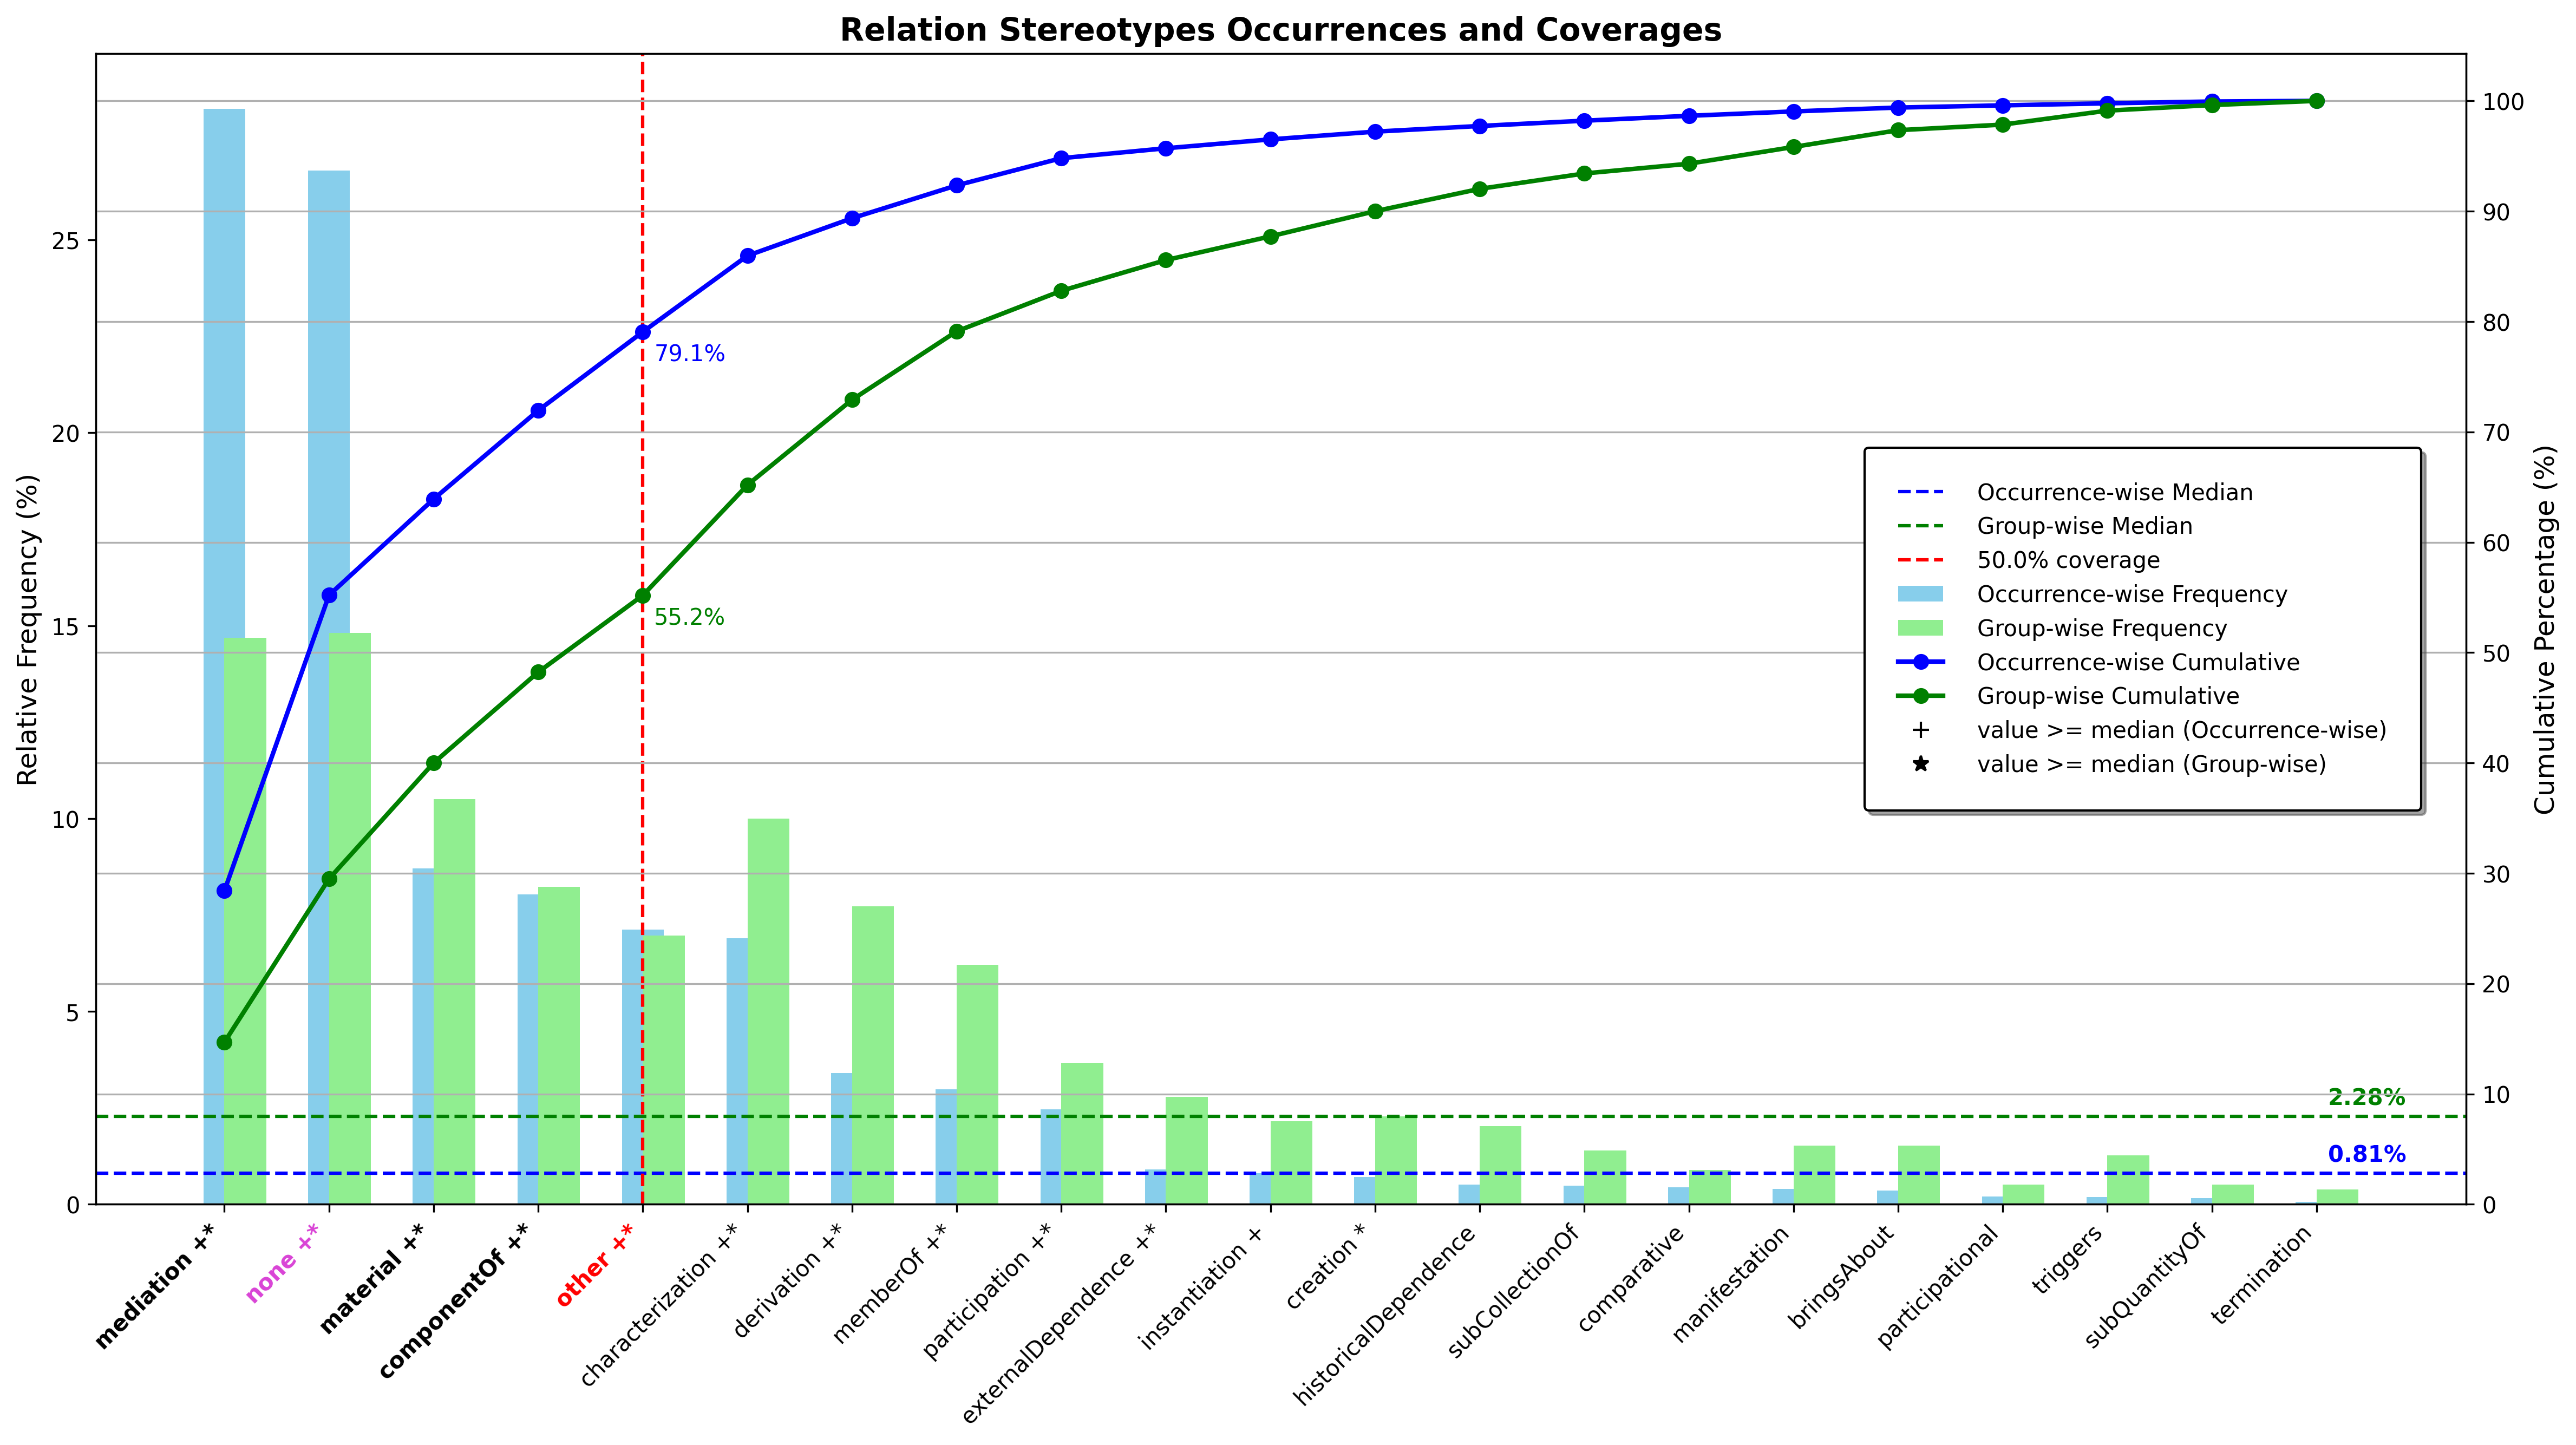 Relation Stereotypes Occurrences and Coverages
Relative Frequency (%)
0
5
10
15
20
25
Cumulative Percentage (%)
0
10
20
30
40
50
60
70
80
90
100
79.1%
55.2%
2.28%
0.81%
Occurrence-wise Median
Group-wise Median
50.0% coverage
Occurrence-wise Frequency
Group-wise Frequency
Occurrence-wise Cumulative
Group-wise Cumulative
value >= median (Occurrence-wise)
value >= median (Group-wise)
mediation +*
none +*
material +*
componentOf +*
other +*
characterization +*
derivation +*
memberOf +*
participation +*
externalDependence +*
instantiation +
creation *
historicalDependence
subCollectionOf
comparative
manifestation
bringsAbout
participational
triggers
subQuantityOf
termination